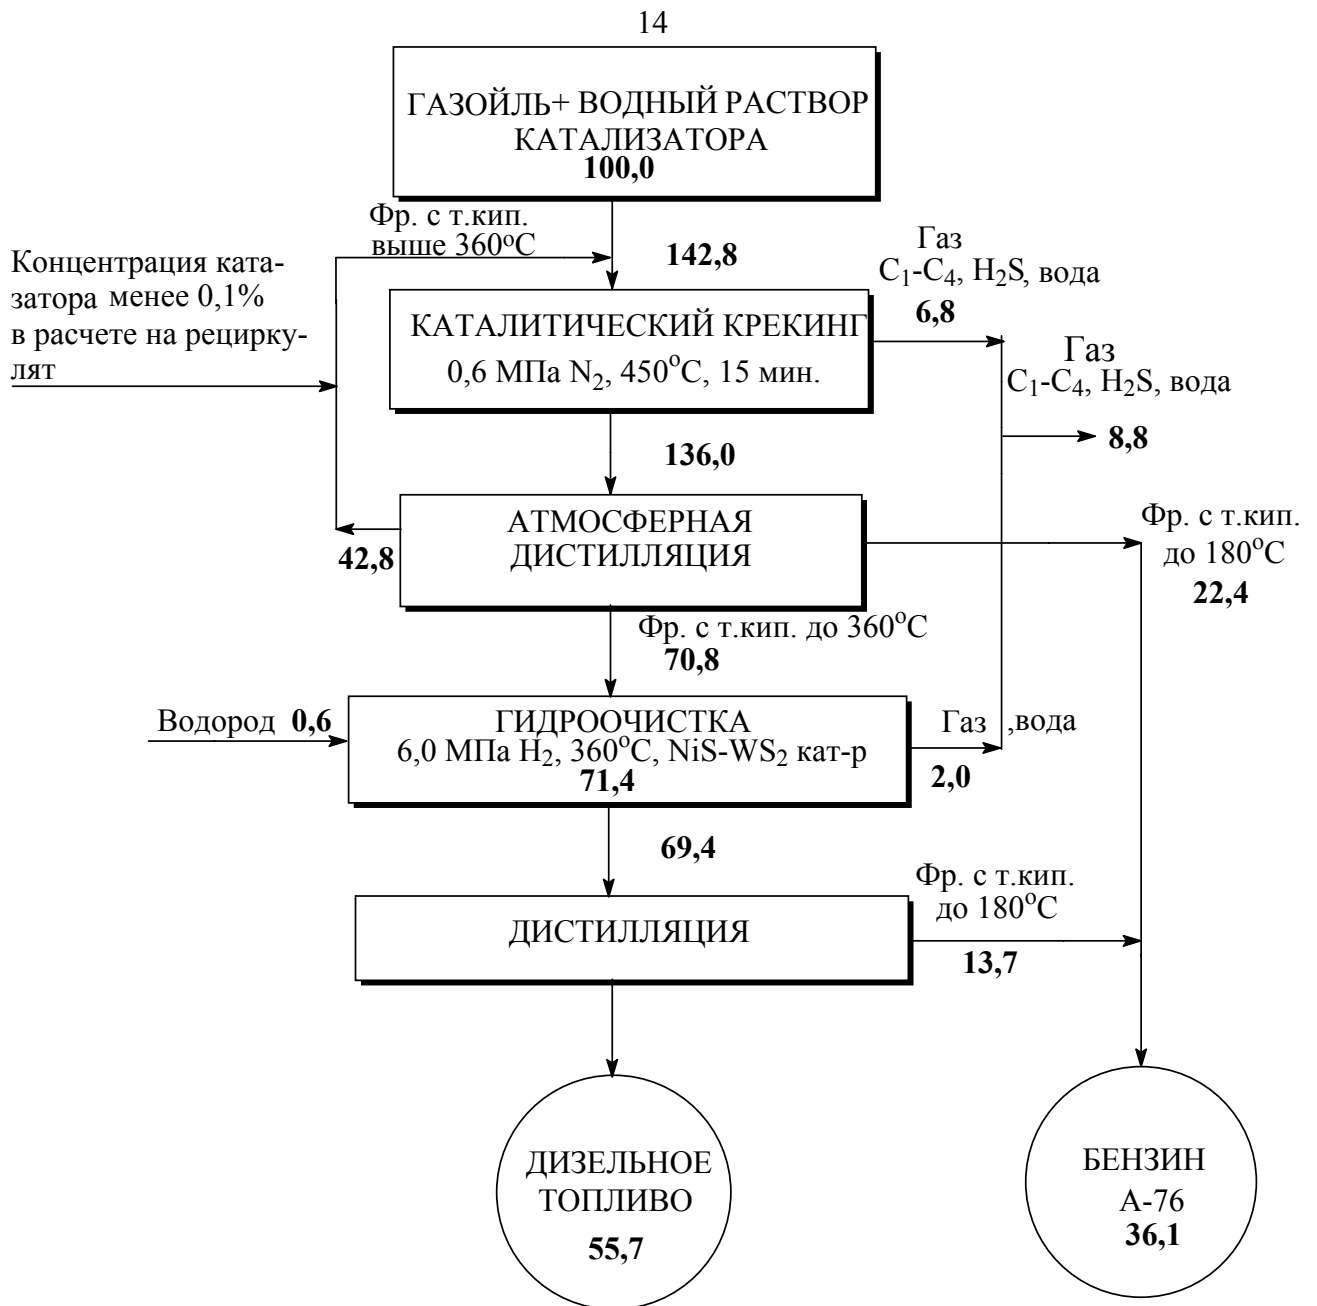 14
ГАЗОЙЛЬ+ ВОДНЫЙ РАСТВОР
КАТАЛИЗАТОРА
100,0
Фр. с т.кип.
выше 360°С
142,8
Газ
C₁-C₄, H₂S, вода
6,8
Концентрация ката-
затора менее 0,1%
в расчете на рецирку-
лят
КАТАЛИТИЧЕСКИЙ КРЕКИНГ
0,6 МПа N₂, 450°С, 15 мин.
Газ
C₁-C₄, H₂S, вода
8,8
136,0
АТМОСФЕРНАЯ
ДИСТИЛЛЯЦИЯ
42,8
Фр. с т.кип.
до 180°С
22,4
Фр. с т.кип. до 360°С
70,8
Водород 0,6
ГИДРООЧИСТКА
6,0 МПа H₂, 360°С, NiS-WS₂ кат-р
71,4
Газ ,вода
2,0
69,4
Фр. с т.кип.
до 180°С
13,7
ДИСТИЛЛЯЦИЯ
ДИЗЕЛЬНОЕ
ТОПЛИВО
55,7
БЕНЗИН
А-76
36,1